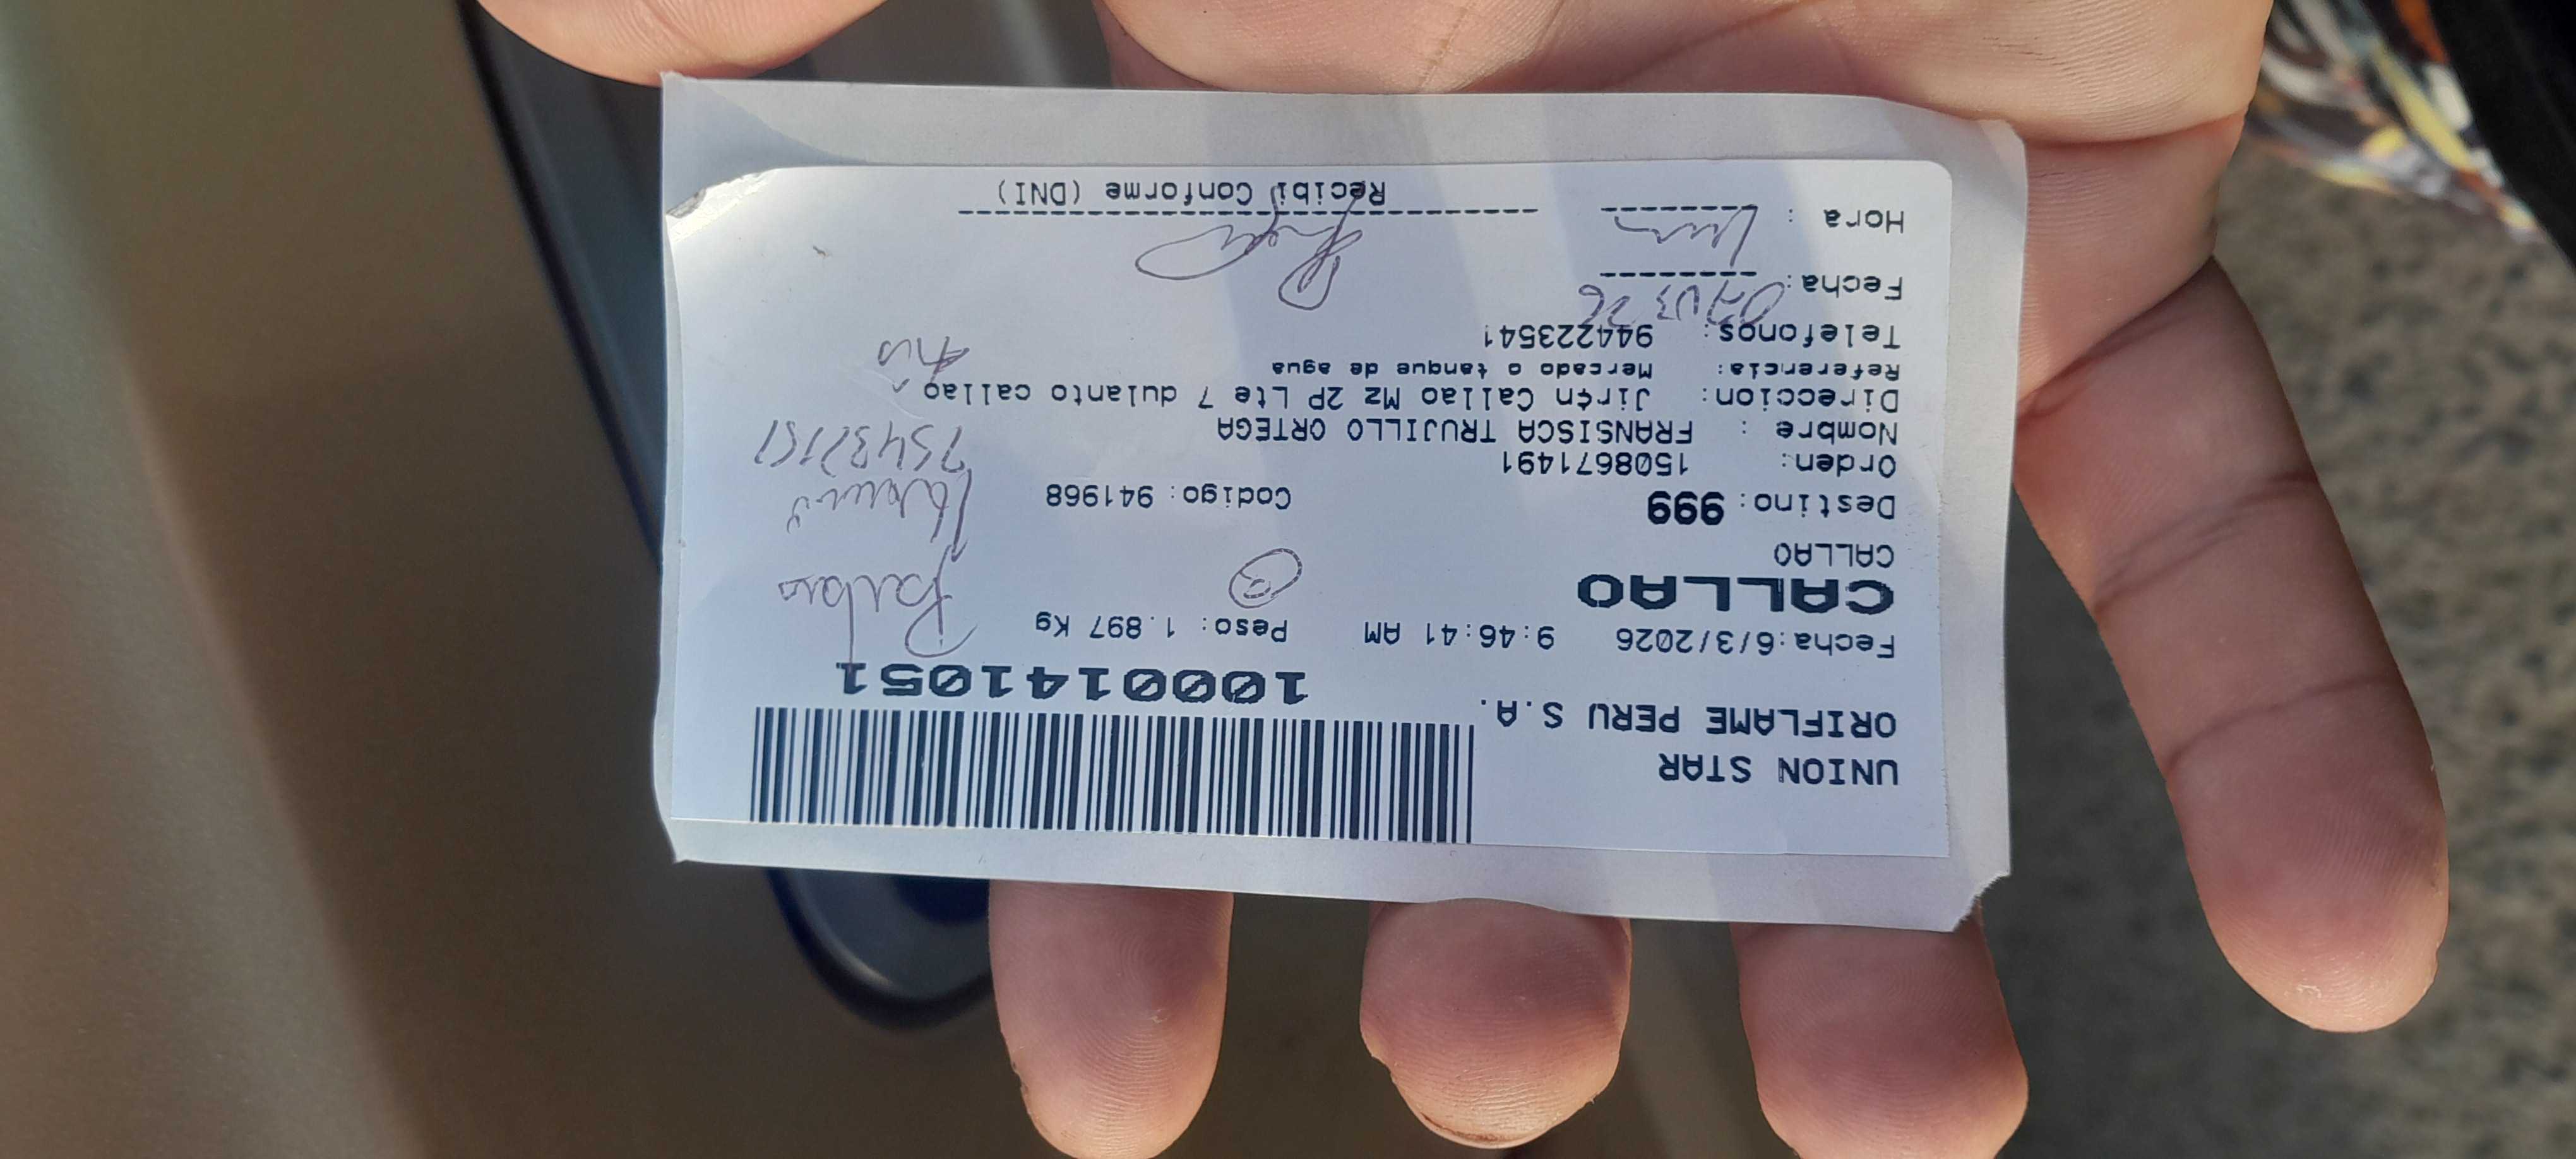 UNION STAR
ORIFLAME PERU S.A.
1000141051
Fecha:6/3/2026 9:46:41 AM Peso: 1.897 Kg
CALLAO
CALLAO
Destino: 999 Codigo: 941968
Orden: 1508671491
Nombre : FRANSISCA TRUJILLO ORTEGA
Direccion: Jir¢n Callao Mz 2P Lte 7 dulanto callao
Referencia: Mercado o tanque de agua
Telefonos: 944223541
Fecha:
Hora :
Recibi Conforme (DNI)